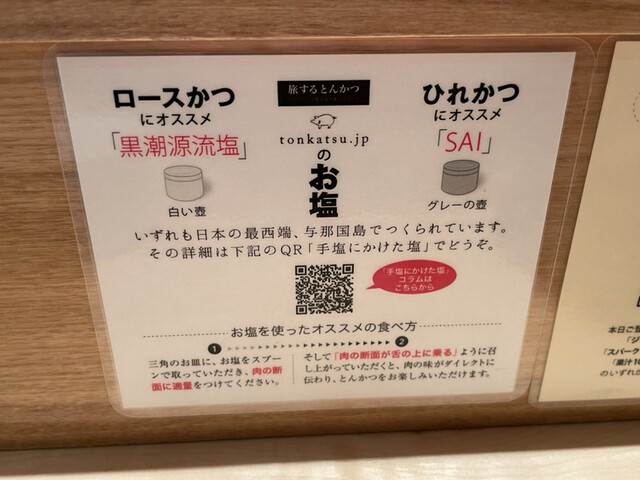 旅するとんかつ
tonkatsu.jp
のお塩
ロースかつ
にオススメ
「黒潮源流塩」
白い壺
ひれかつ
にオススメ
「SAI」
グレーの壺
いずれも日本の最西端、与那国島でつくられています。
その詳細は下記のQR「手塩にかけた塩」でどうぞ。
「手塩にかけた塩」
コラムは
こちらから
お塩を使ったオススメの食べ方
1
三角のお皿に、お塩をスプー
ンで取っていただき、肉の断
面に適量をつけてください。
2
そして「肉の断面が舌の上に乗る」ように召
し上がっていただくと、肉の味がダイレクトに
伝わり、とんかつをお楽しみいただけます。